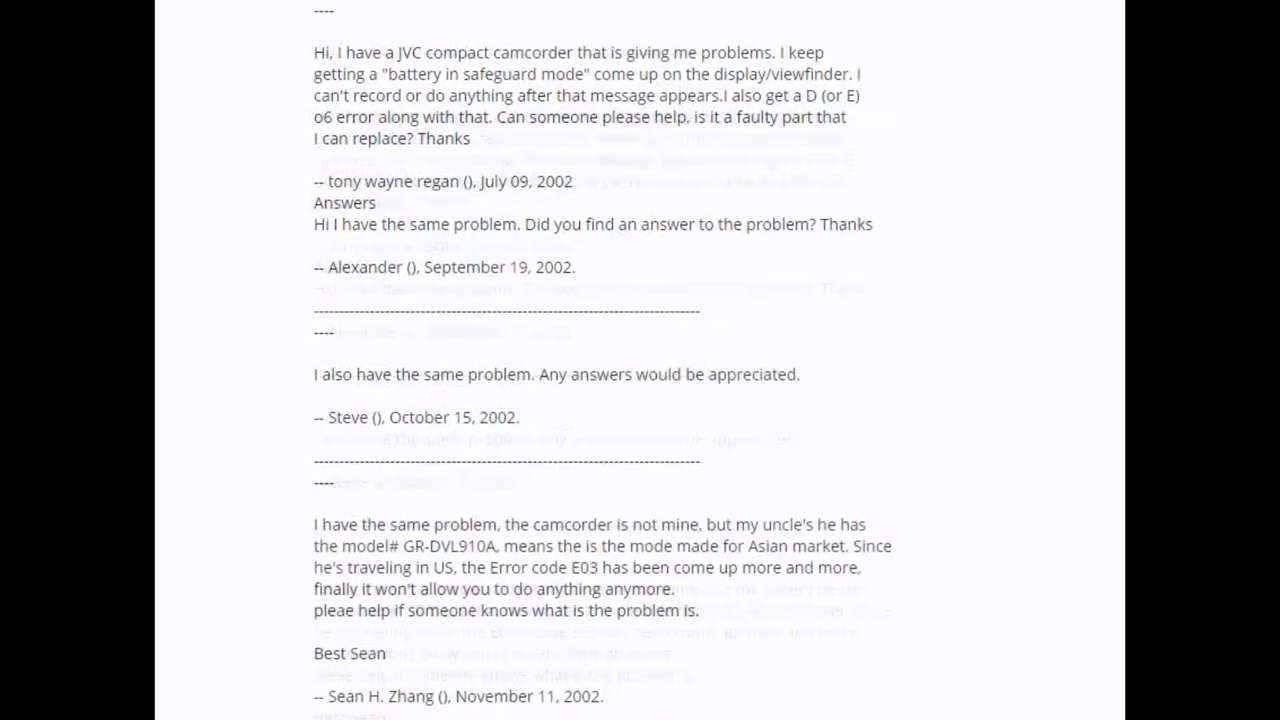 ----
Hi, I have a JVC compact camcorder that is giving me problems. I keep
getting a "battery in safeguard mode" come up on the display/viewfinder. I
can't record or do anything after that message appears.I also get a D (or E)
o6 error along with that. Can someone please help, is it a faulty part that
I can replace? Thanks
-- tony wayne regan (), July 09, 2002
Answers
Hi I have the same problem. Did you find an answer to the problem? Thanks
-- Alexander (), September 19, 2002.
---------------------------------------------------------------------------
----
I also have the same problem. Any answers would be appreciated.
-- Steve (), October 15, 2002.
---------------------------------------------------------------------------
----
I have the same problem, the camcorder is not mine, but my uncle's he has
the model# GR-DVL910A, means the is the mode made for Asian market. Since
he's traveling in US, the Error code E03 has been come up more and more,
finally it won't allow you to do anything anymore.
pleae help if someone knows what is the problem is.
Best Sean
-- Sean H. Zhang (), November 11, 2002.